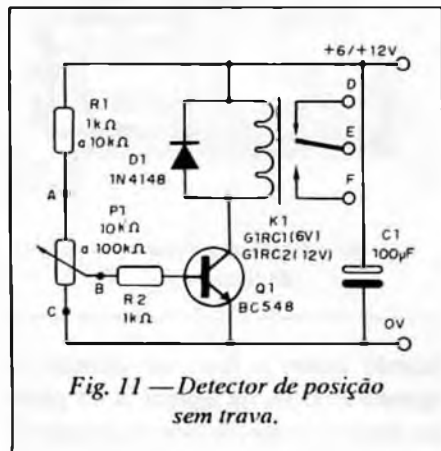 +6/+12V
R1
1kΩ
a 10kΩ
D1
1N4148
D
E
F
A
P1
10kΩ
a 100kΩ
B
C
R2
1kΩ
K1
G1RC1(6V)
G1RC2(12V)
Q1
BC548
C1
100µF
0V
Fig. 11 — Detector de posição
sem trava.